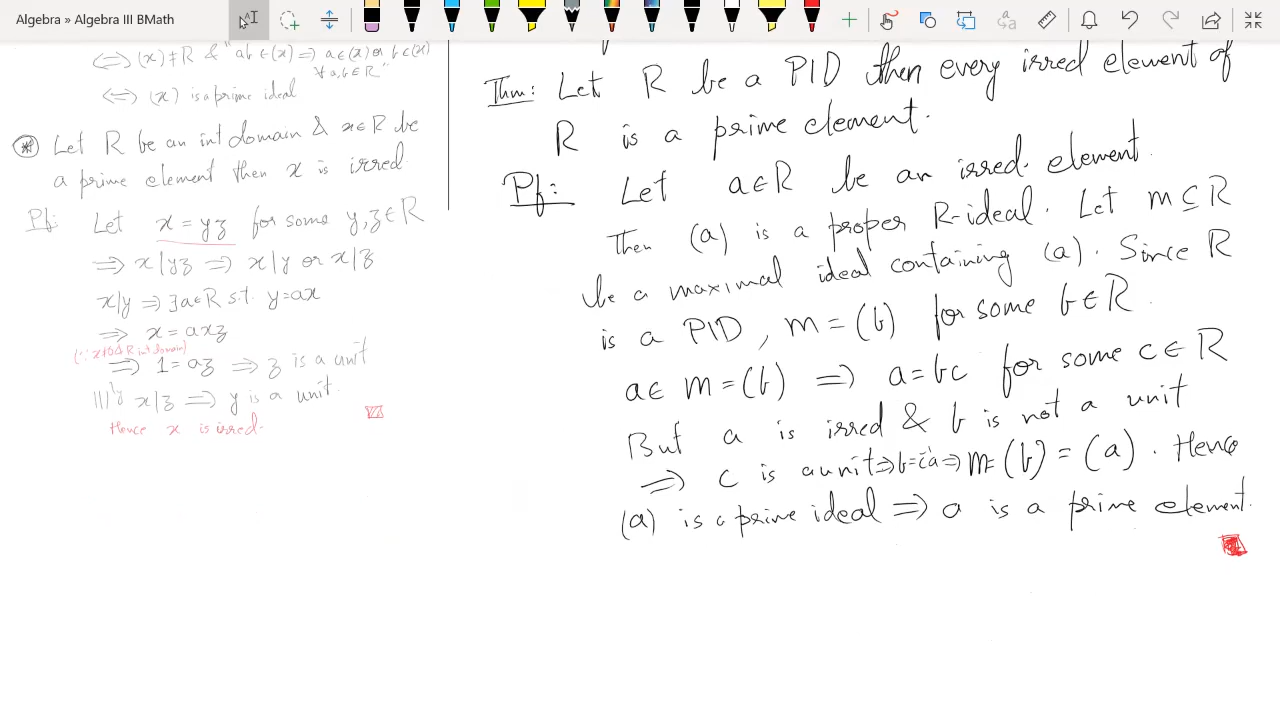 Algebra » Algebra III BMath
⟺ (x) ≠ R & "ab ∈ (x) ⇒ a∈(x) or b∈(x)
∀ a,b ∈ R"
⟺ (x) is a prime ideal
⊛ Let R be an int domain & x∈R be
a prime element then x is irred.
Pf: Let x = yz for some y,z∈R
⇒ x|yz ⇒ x|y or x|z
x|y ⇒ ∃a∈R s.t. y=ax
⇒ x = axz
(∵ x≠0 & R int domain)
⇒ 1=az ⇒ z is a unit
|||ly x|z ⇒ y is a unit.
Hence x is irred.
Thm: Let R be a PID then every irred element of
R is a prime element.
Pf: Let a∈R be an irred. element.
Then (a) is a proper R-ideal. Let m ⊆ R
be a maximal ideal containing (a). Since R
is a PID, m = (b) for some b∈R.
a∈ m = (b) ⇒ a=bc for some c∈R
But a is irred & b is not a unit
⇒ c is a unit ⇒ b=c⁻¹a ⇒ m = (b) = (a). Hence
(a) is a prime ideal ⇒ a is a prime element.